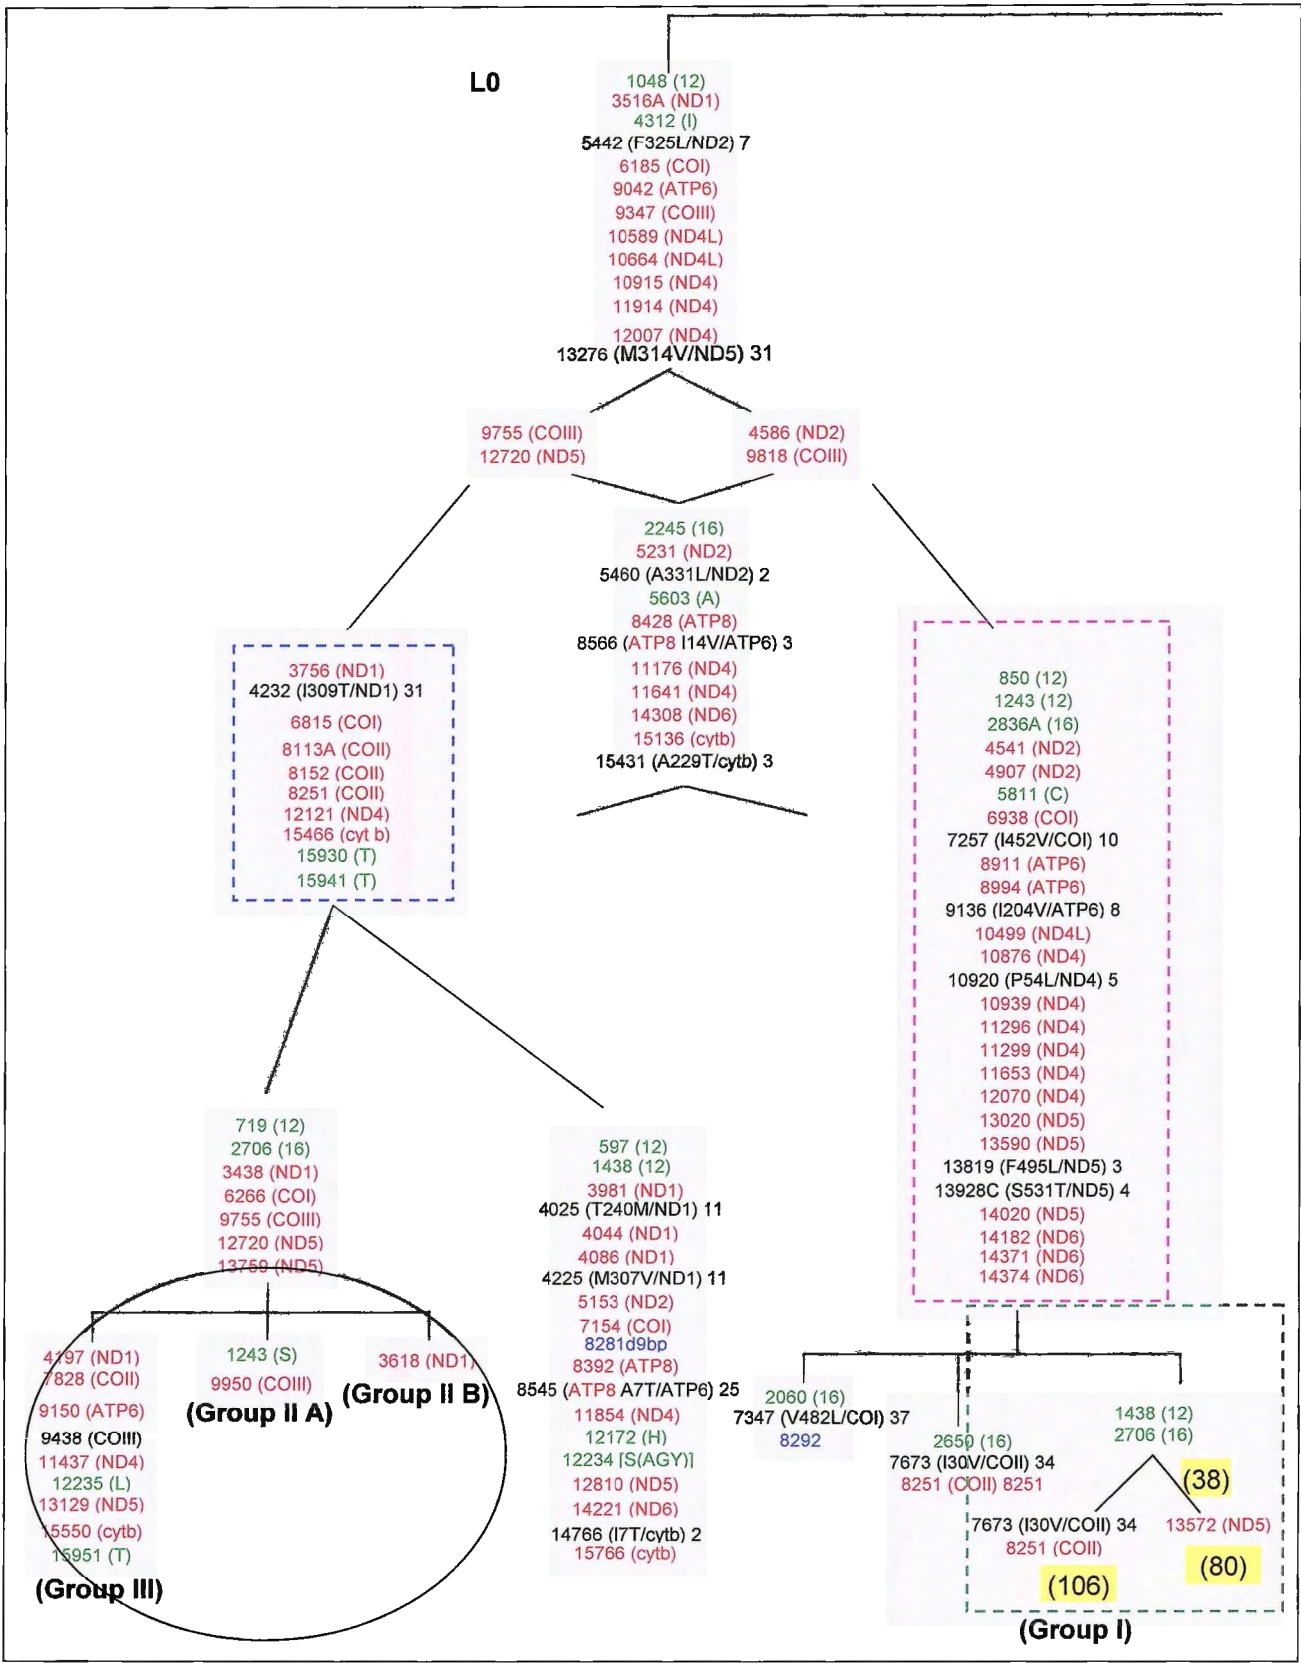 L0
1048 (12)
3516A (ND1)
4312 (I)
5442 (F325L/ND2) 7
6185 (COI)
9042 (ATP6)
9347 (COIII)
10589 (ND4L)
10664 (ND4L)
10915 (ND4)
11914 (ND4)
12007 (ND4)
13276 (M314V/ND5) 31
9755 (COIII)
12720 (ND5)
4586 (ND2)
9818 (COIII)
2245 (16)
5231 (ND2)
5460 (A331L/ND2) 2
5603 (A)
8428 (ATP8)
8566 (ATP8 I14V/ATP6) 3
11176 (ND4)
11641 (ND4)
14308 (ND6)
15136 (cytb)
15431 (A229T/cytb) 3
3756 (ND1)
4232 (I309T/ND1) 31
6815 (COI)
8113A (COII)
8152 (COII)
8251 (COII)
12121 (ND4)
15466 (cyt b)
15930 (T)
15941 (T)
850 (12)
1243 (12)
2836A (16)
4541 (ND2)
4907 (ND2)
5811 (C)
6938 (COI)
7257 (I452V/COI) 10
8911 (ATP6)
8994 (ATP6)
9136 (I204V/ATP6) 8
10499 (ND4L)
10876 (ND4)
10920 (P54L/ND4) 5
10939 (ND4)
11296 (ND4)
11299 (ND4)
11653 (ND4)
12070 (ND4)
13020 (ND5)
13590 (ND5)
13819 (F495L/ND5) 3
13928C (S531T/ND5) 4
14020 (ND5)
14182 (ND6)
14371 (ND6)
14374 (ND6)
719 (12)
2706 (16)
3438 (ND1)
6266 (COI)
9755 (COIII)
12720 (ND5)
13759 (ND5)
4197 (ND1)
7828 (COII)
9150 (ATP6)
9438 (COIII)
11437 (ND4)
12235 (L)
13129 (ND5)
15550 (cytb)
15951 (T)
(Group III)
1243 (S)
9950 (COIII)
(Group II A)
3618 (ND1)
(Group II B)
597 (12)
1438 (12)
3981 (ND1)
4025 (T240M/ND1) 11
4044 (ND1)
4086 (ND1)
4225 (M307V/ND1) 11
5153 (ND2)
7154 (COI)
8281d9bp
8392 (ATP8)
8545 (ATP8 A7T/ATP6) 25
11854 (ND4)
12172 (H)
12234 [S(AGY)]
12810 (ND5)
14221 (ND6)
14766 (I7T/cytb) 2
15766 (cytb)
2060 (16)
7347 (V482L/COI) 37
8292
2650 (16)
7673 (I30V/COII) 34
8251 (COII) 8251
1438 (12)
2706 (16)
(38)
7673 (I30V/COII) 34
8251 (COII)
(106)
13572 (ND5)
(80)
(Group I)